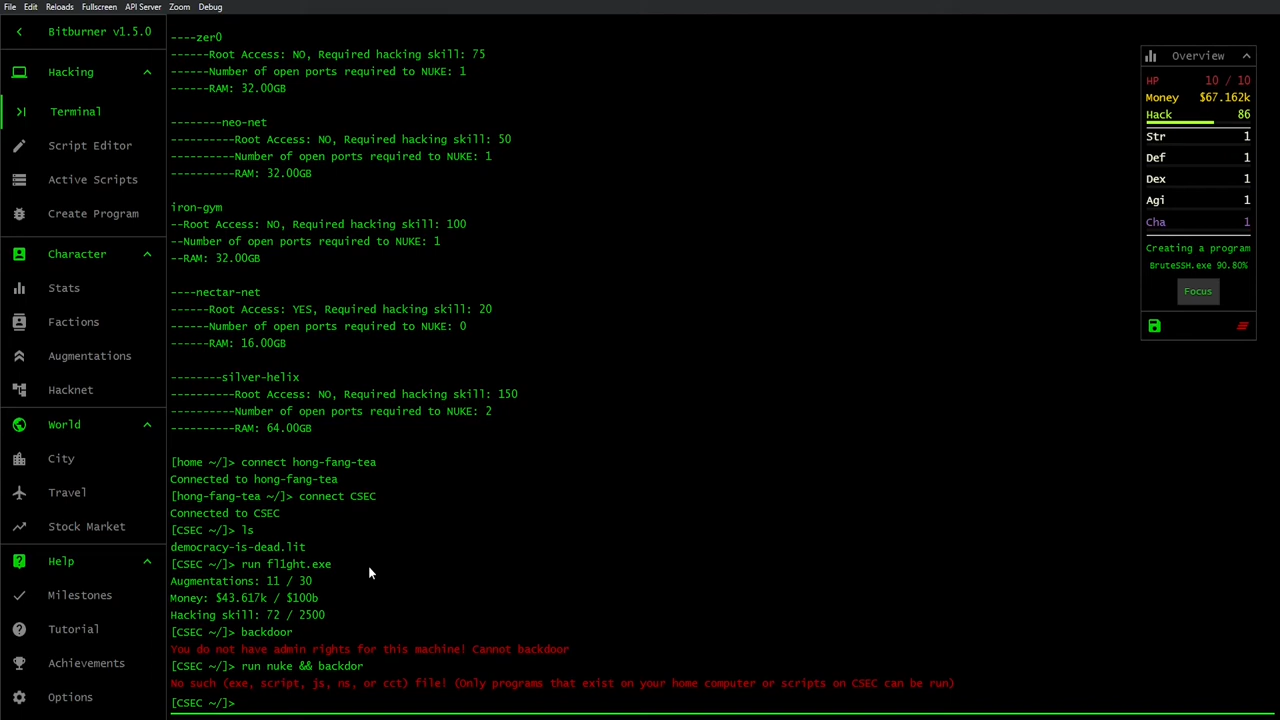 File Edit Reloads Fullscreen API Server Zoom Debug
Bitburner v1.5.0
Hacking
Terminal
Script Editor
Active Scripts
Create Program
Character
Stats
Factions
Augmentations
Hacknet
World
City
Travel
Stock Market
Help
Milestones
Tutorial
Achievements
Options
----zer0
------Root Access: NO, Required hacking skill: 75
------Number of open ports required to NUKE: 1
------RAM: 32.00GB
--------neo-net
----------Root Access: NO, Required hacking skill: 50
----------Number of open ports required to NUKE: 1
----------RAM: 32.00GB
iron-gym
--Root Access: NO, Required hacking skill: 100
--Number of open ports required to NUKE: 1
--RAM: 32.00GB
----nectar-net
------Root Access: YES, Required hacking skill: 20
------Number of open ports required to NUKE: 0
------RAM: 16.00GB
--------silver-helix
----------Root Access: NO, Required hacking skill: 150
----------Number of open ports required to NUKE: 2
----------RAM: 64.00GB
[home ~/]> connect hong-fang-tea
Connected to hong-fang-tea
[hong-fang-tea ~/]> connect CSEC
Connected to CSEC
[CSEC ~/]> ls
democracy-is-dead.lit
[CSEC ~/]> run fl1ght.exe
Augmentations: 11 / 30
Money: $43.617k / $100b
Hacking skill: 72 / 2500
[CSEC ~/]> backdoor
You do not have admin rights for this machine! Cannot backdoor
[CSEC ~/]> run nuke && backdor
No such (exe, script, js, ns, or cct) file! (Only programs that exist on your home computer or scripts on CSEC can be run)
[CSEC ~/]>
Overview
HP 10 / 10
Money $67.162k
Hack 86
Str 1
Def 1
Dex 1
Agi 1
Cha 1
Creating a program
BruteSSH.exe 90.80%
Focus